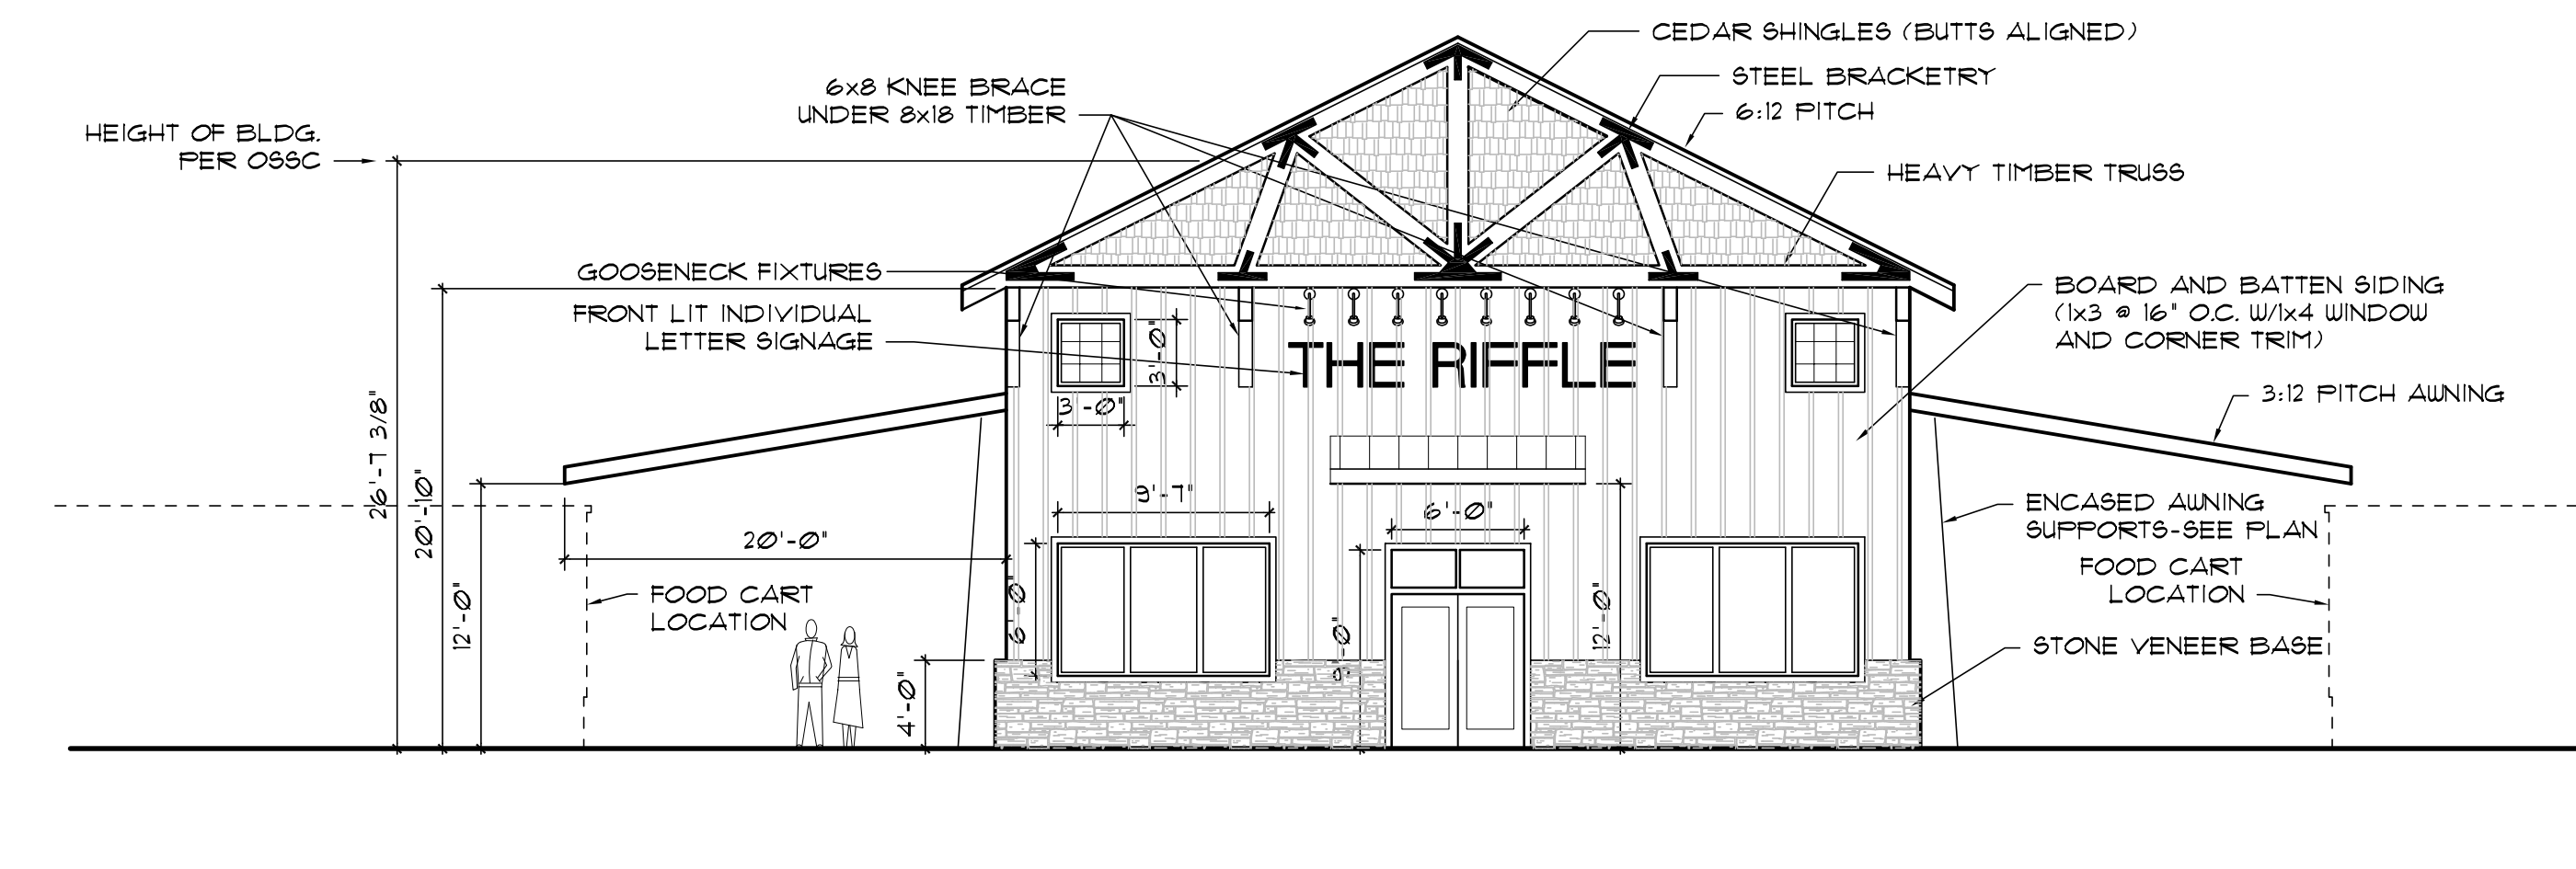 CEDAR SHINGLES (BUTTS ALIGNED)
STEEL BRACKETRY
6:12 PITCH
6x8 KNEE BRACE
UNDER 8x18 TIMBER
HEIGHT OF BLDG.
PER OSSC
HEAVY TIMBER TRUSS
GOOSENECK FIXTURES
FRONT LIT INDIVIDUAL
LETTER SIGNAGE
BOARD AND BATTEN SIDING
(1x3 @ 16" O.C. W/1x4 WINDOW
AND CORNER TRIM)
THE RIFFLE
3'-0"
3'-0"
3:12 PITCH AWNING
26'-7 3/8"
20'-10"
12'-0"
20'-0"
9'-7"
6'-0"
ENCASED AWNING
SUPPORTS-SEE PLAN
FOOD CART
LOCATION
FOOD CART
LOCATION
6'-0"
9'-0"
12'-0"
4'-0"
STONE VENEER BASE